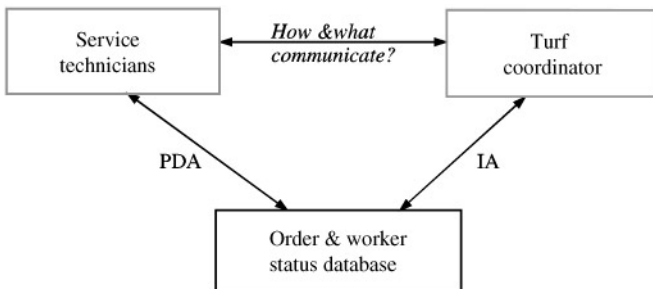 Service
technicians
How &what
communicate?
Turf
coordinator
PDA
IA
Order & worker
status database